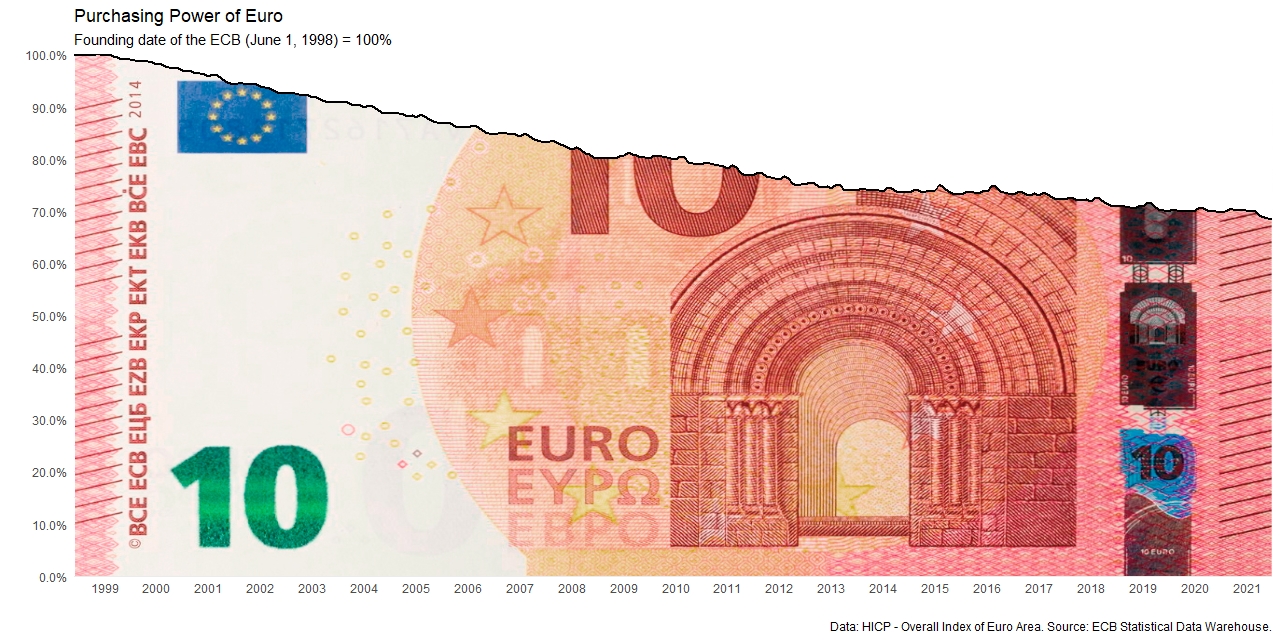 Purchasing Power of Euro
Founding date of the ECB (June 1, 1998) = 100%
100.0%
90.0%
80.0%
70.0%
60.0%
50.0%
40.0%
30.0%
20.0%
10.0%
0.0%
©BCE ECB ЕЦБ EZB EKP EKT EKB BĊE EBC 2014
10
10
EURO
ΕΥΡΩ
ЕВРО
10
10
10 EURO
1999 2000 2001 2002 2003 2004 2005 2006 2007 2008 2009 2010 2011 2012 2013 2014 2015 2016 2017 2018 2019 2020 2021
Data: HICP - Overall Index of Euro Area. Source: ECB Statistical Data Warehouse.